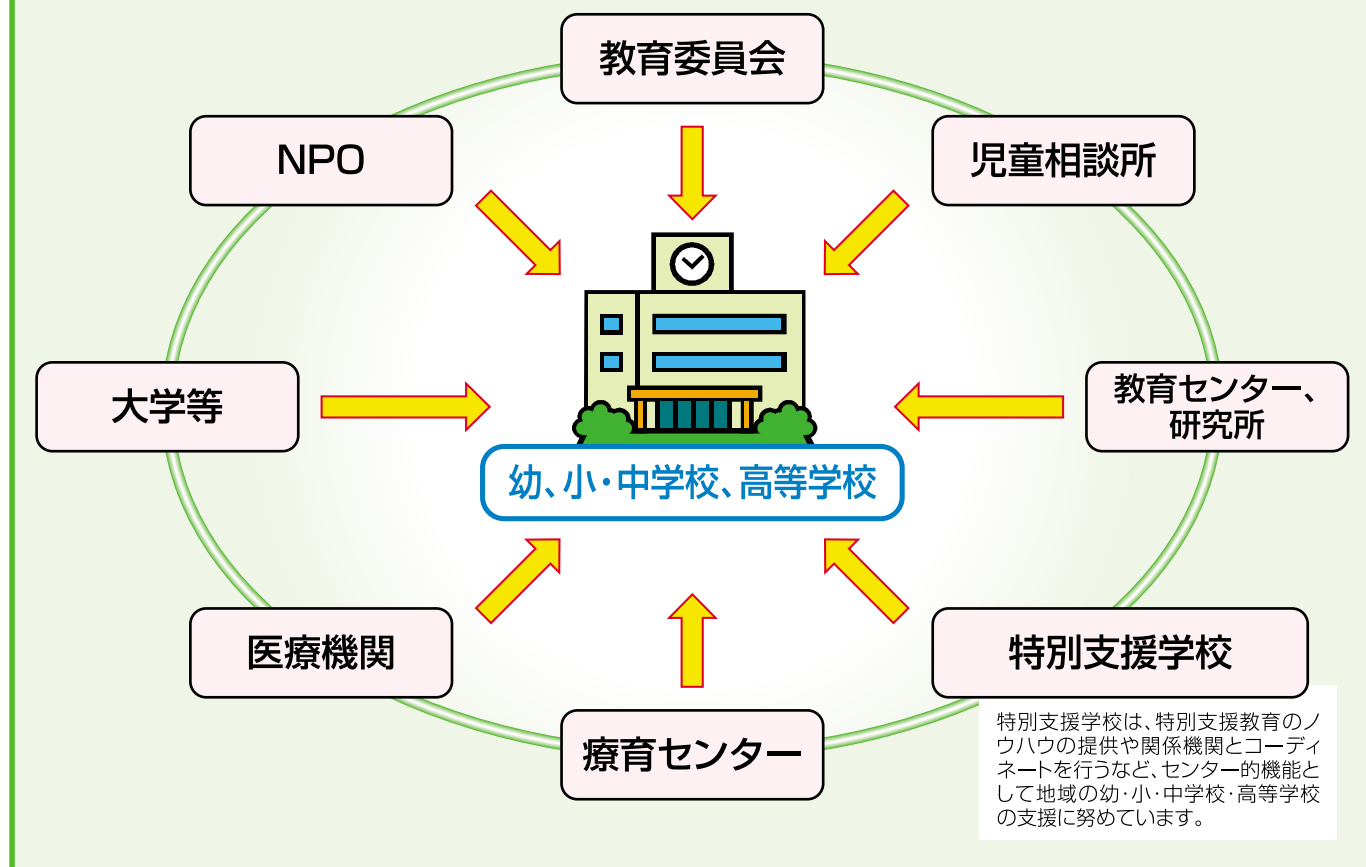 教育委員会
NPO
児童相談所
大学等
教育センター、
研究所
幼、小・中学校、高等学校
医療機関
特別支援学校
療育センター
特別支援学校は、特別支援教育のノ
ウハウの提供や関係機関とコーディ
ネートを行うなど、センター的機能と
して地域の幼・小・中学校・高等学校
の支援に努めています。